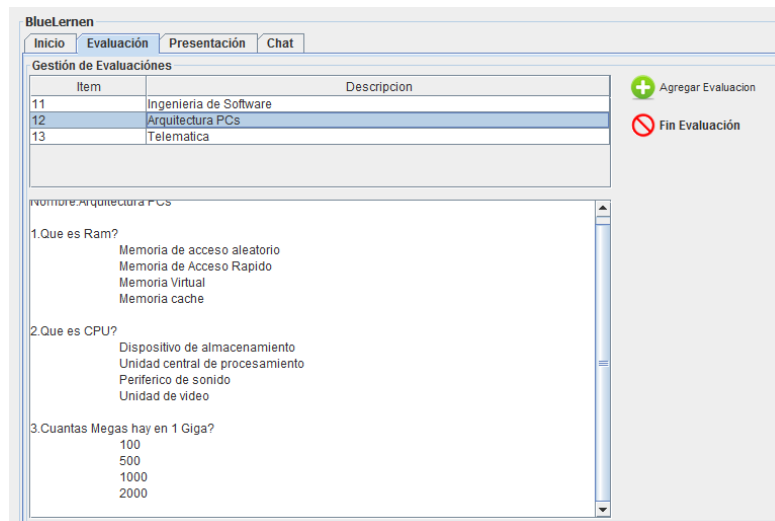 BlueLernen
Inicio Evaluación Presentación Chat
Gestión de Evaluaciónes
Item Descripcion
11 Ingenieria de Software
12 Arquitectura PCs
13 Telematica
Agregar Evaluacion
Fin Evaluación
Nombre:Arquitectura PCs
1.Que es Ram?
Memoria de acceso aleatorio
Memoria de Acceso Rapido
Memoria Virtual
Memoria cache
2.Que es CPU?
Dispositivo de almacenamiento
Unidad central de procesamiento
Periferico de sonido
Unidad de video
3.Cuantas Megas hay en 1 Giga?
100
500
1000
2000